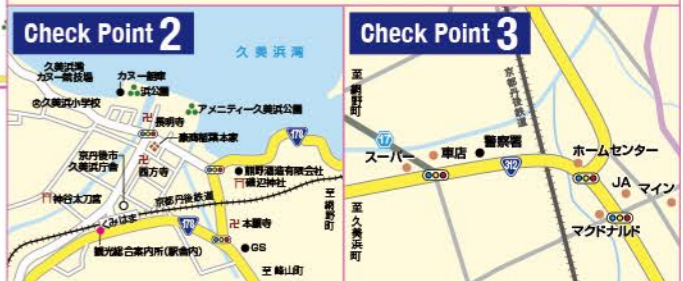 Check Point 2
久美浜湾
久美浜湾
カヌー競技場
カヌー艇庫
浜公園
久美浜小学校
アメニティー久美浜公園
長明寺
豪商稲葉本家
178
京丹後市
久美浜庁舎
西方寺
熊野酒造有限会社
磯辺神社
神谷太刀宮
京都丹後鉄道
至網野町
くみはま
本願寺
178
観光総合案内所(駅舎内)
GS
至峰山町
Check Point 3
至網野町
京都丹後鉄道
17
スーパー
車店
警察署
312
ホームセンター
JA
マイン
至久美浜町
マクドナルド